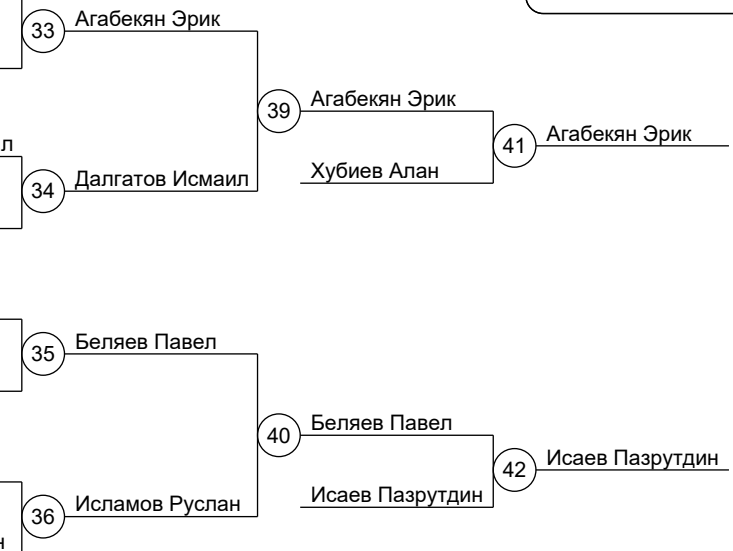 33 Агабекян Эрик
39 Агабекян Эрик
41 Агабекян Эрик
л
Хубиев Алан
34 Далгатов Исмаил
35 Беляев Павел
40 Беляев Павел
42 Исаев Пазрутдин
Исаев Пазрутдин
36 Исламов Руслан